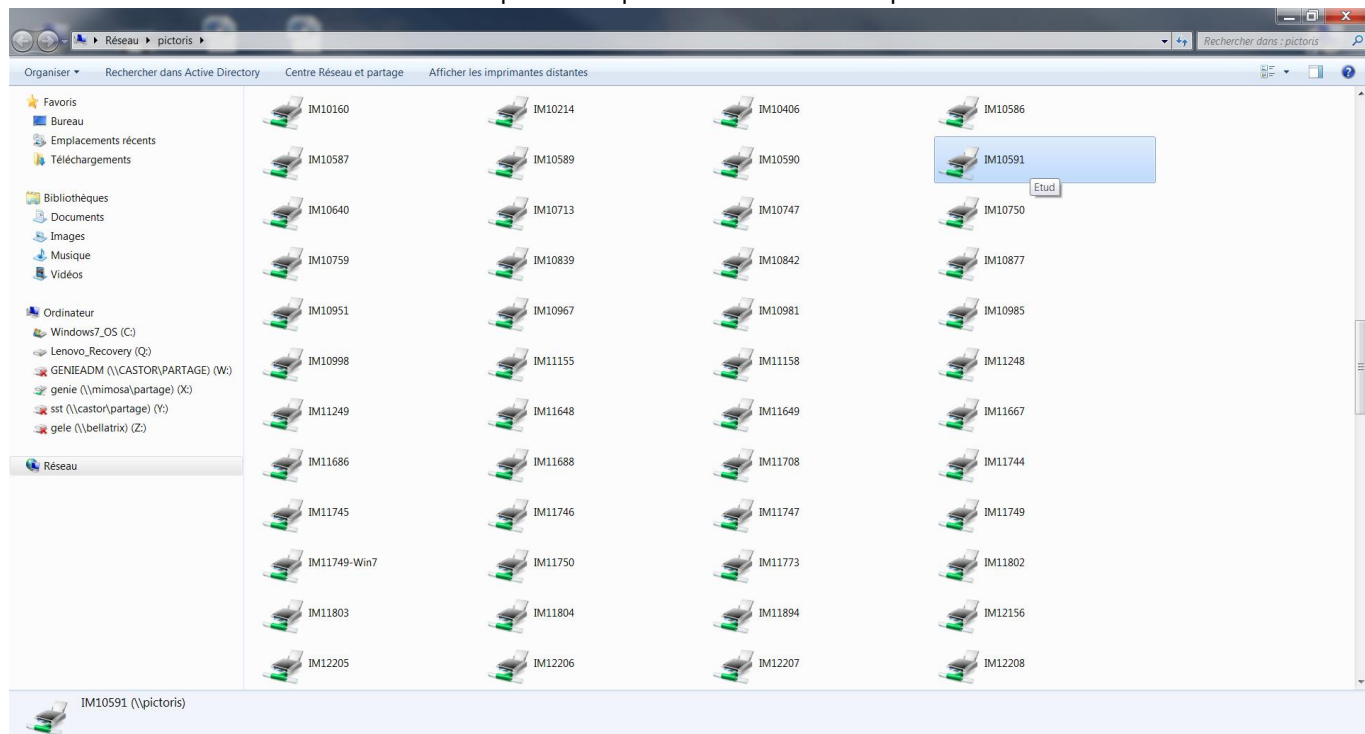 Réseau ▸ pictoris ▸
Rechercher dans : pictoris
Organiser ▾ Rechercher dans Active Directory Centre Réseau et partage Afficher les imprimantes distantes
Favoris
Bureau
Emplacements récents
Téléchargements
Bibliothèques
Documents
Images
Musique
Vidéos
Ordinateur
Windows7_OS (C:)
Lenovo_Recovery (Q:)
GENIEADM (\\CASTOR\PARTAGE) (W:)
genie (\\mimosa\partage) (X:)
sst (\\castor\partage) (Y:)
gele (\\bellatrix) (Z:)
Réseau
IM10160 IM10214 IM10406 IM10586
IM10587 IM10589 IM10590 IM10591
Etud
IM10640 IM10713 IM10747 IM10750
IM10759 IM10839 IM10842 IM10877
IM10951 IM10967 IM10981 IM10985
IM10998 IM11155 IM11158 IM11248
IM11249 IM11648 IM11649 IM11667
IM11686 IM11688 IM11708 IM11744
IM11745 IM11746 IM11747 IM11749
IM11749-Win7 IM11750 IM11773 IM11802
IM11803 IM11804 IM11894 IM12156
IM12205 IM12206 IM12207 IM12208
IM10591 (\\pictoris)